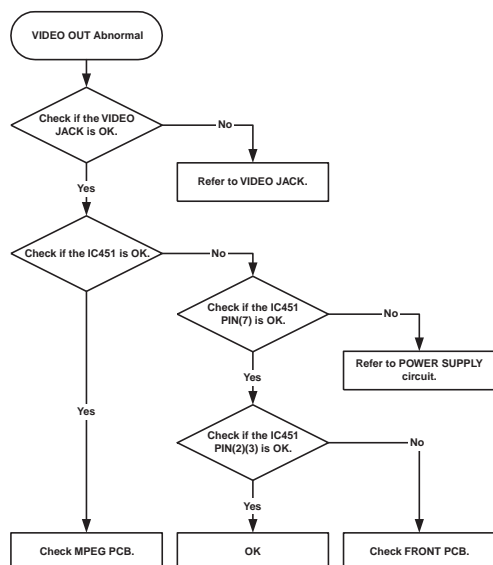 VIDEO OUT Abnormal
Check if the VIDEO
JACK is OK.
No
Refer to VIDEO JACK.
Yes
Check if the IC451 is OK.
No
Check if the IC451
PIN(7) is OK.
No
Refer to POWER SUPPLY
circuit.
Yes
Yes
Check if the IC451
PIN(2)(3) is OK.
No
Yes
Check MPEG PCB.
OK
Check FRONT PCB.